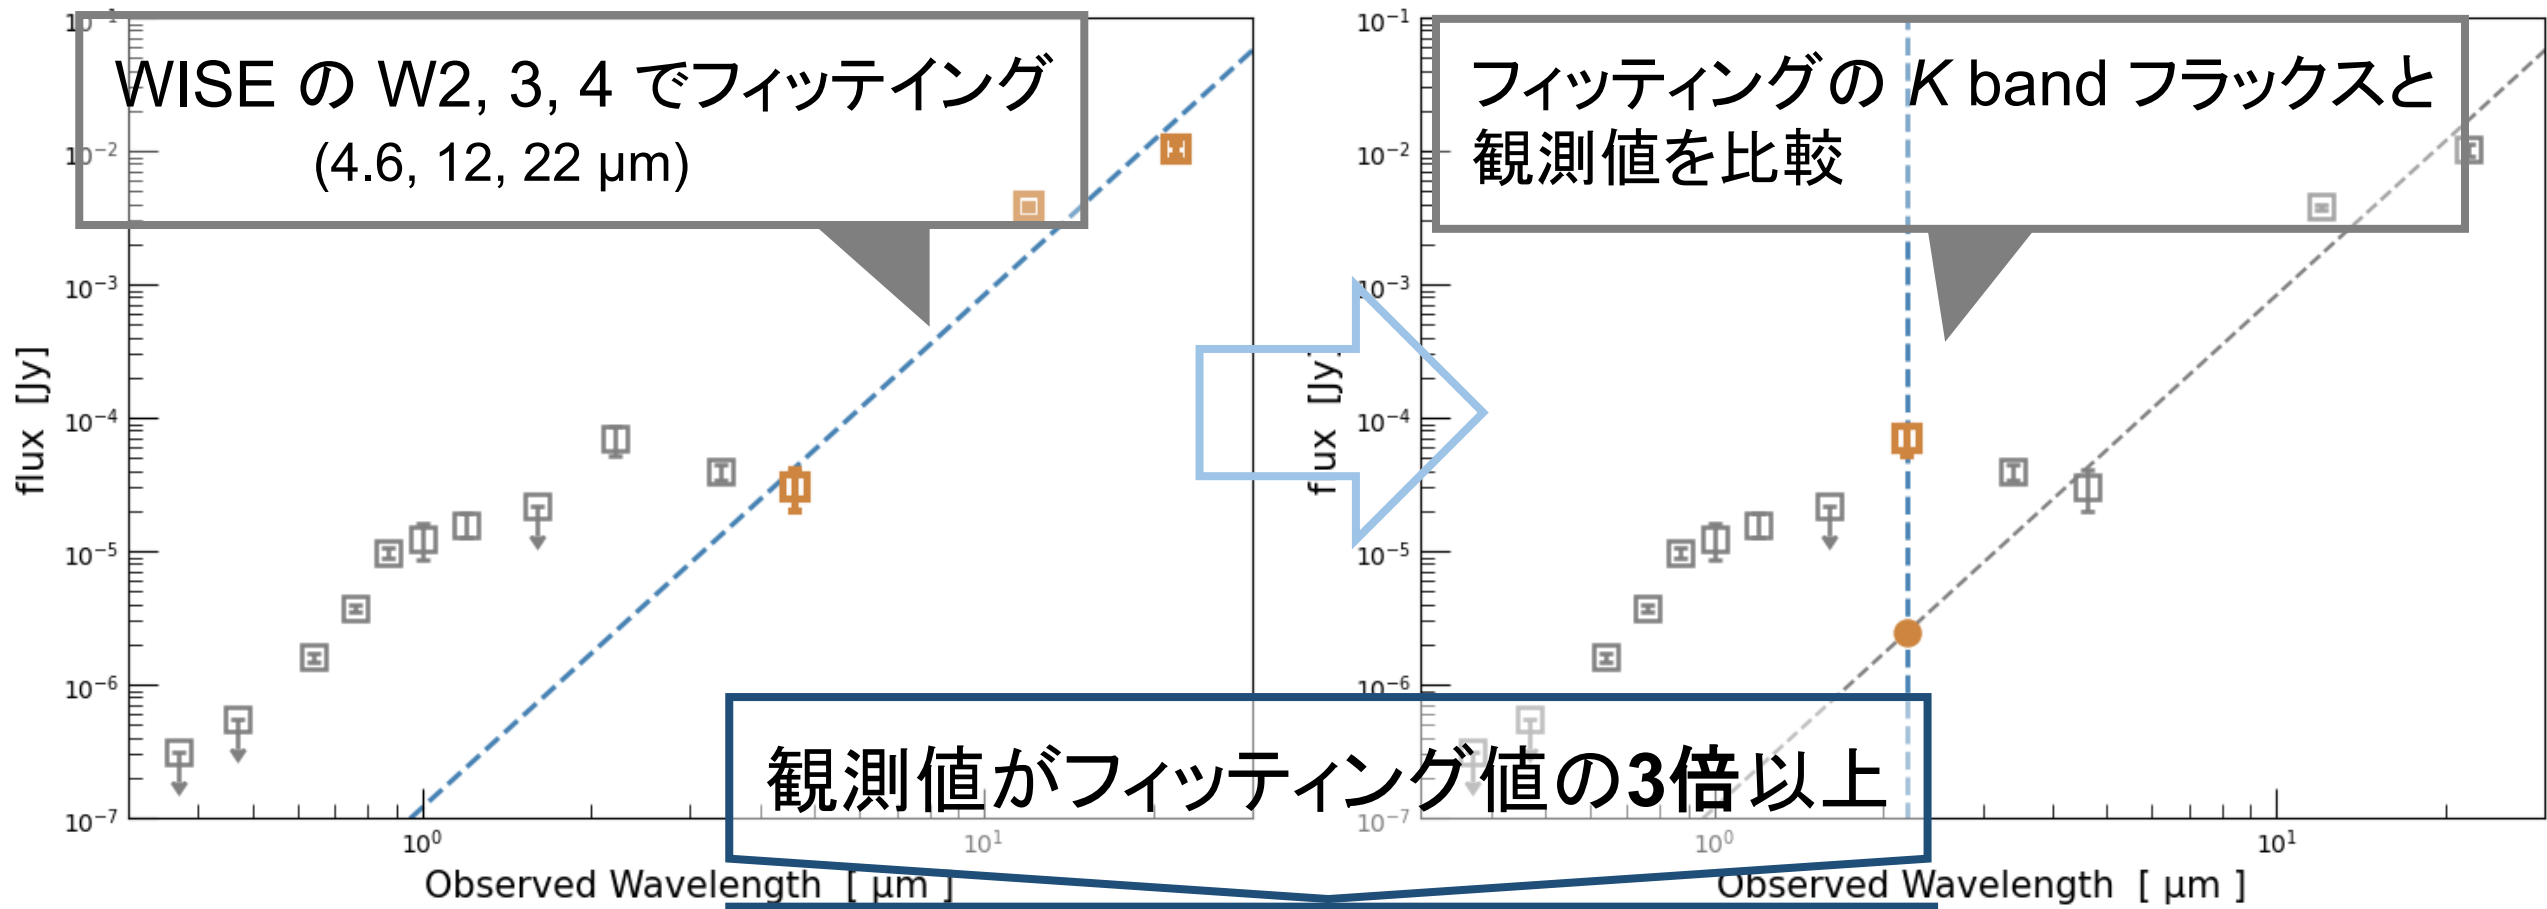 WISE の W2, 3, 4 でフィッテイング
(4.6, 12, 22 μm)
フィッティングの K band フラックスと
観測値を比較
観測値がフィッティング値の3倍以上
10⁻¹
10⁻²
10⁻³
10⁻⁴
10⁻⁵
10⁻⁶
10⁻⁷
flux [Jy]
10⁰
10¹
Observed Wavelength [ μm ]
10⁻¹
10⁻²
10⁻³
10⁻⁴
10⁻⁵
10⁻⁶
10⁻⁷
flux [Jy]
10⁰
10¹
Observed Wavelength [ μm ]